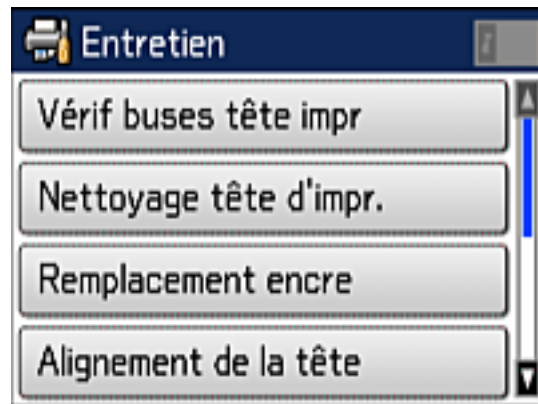 Entretien
Vérif buses tête impr
Nettoyage tête d'impr.
Remplacement encre
Alignement de la tête